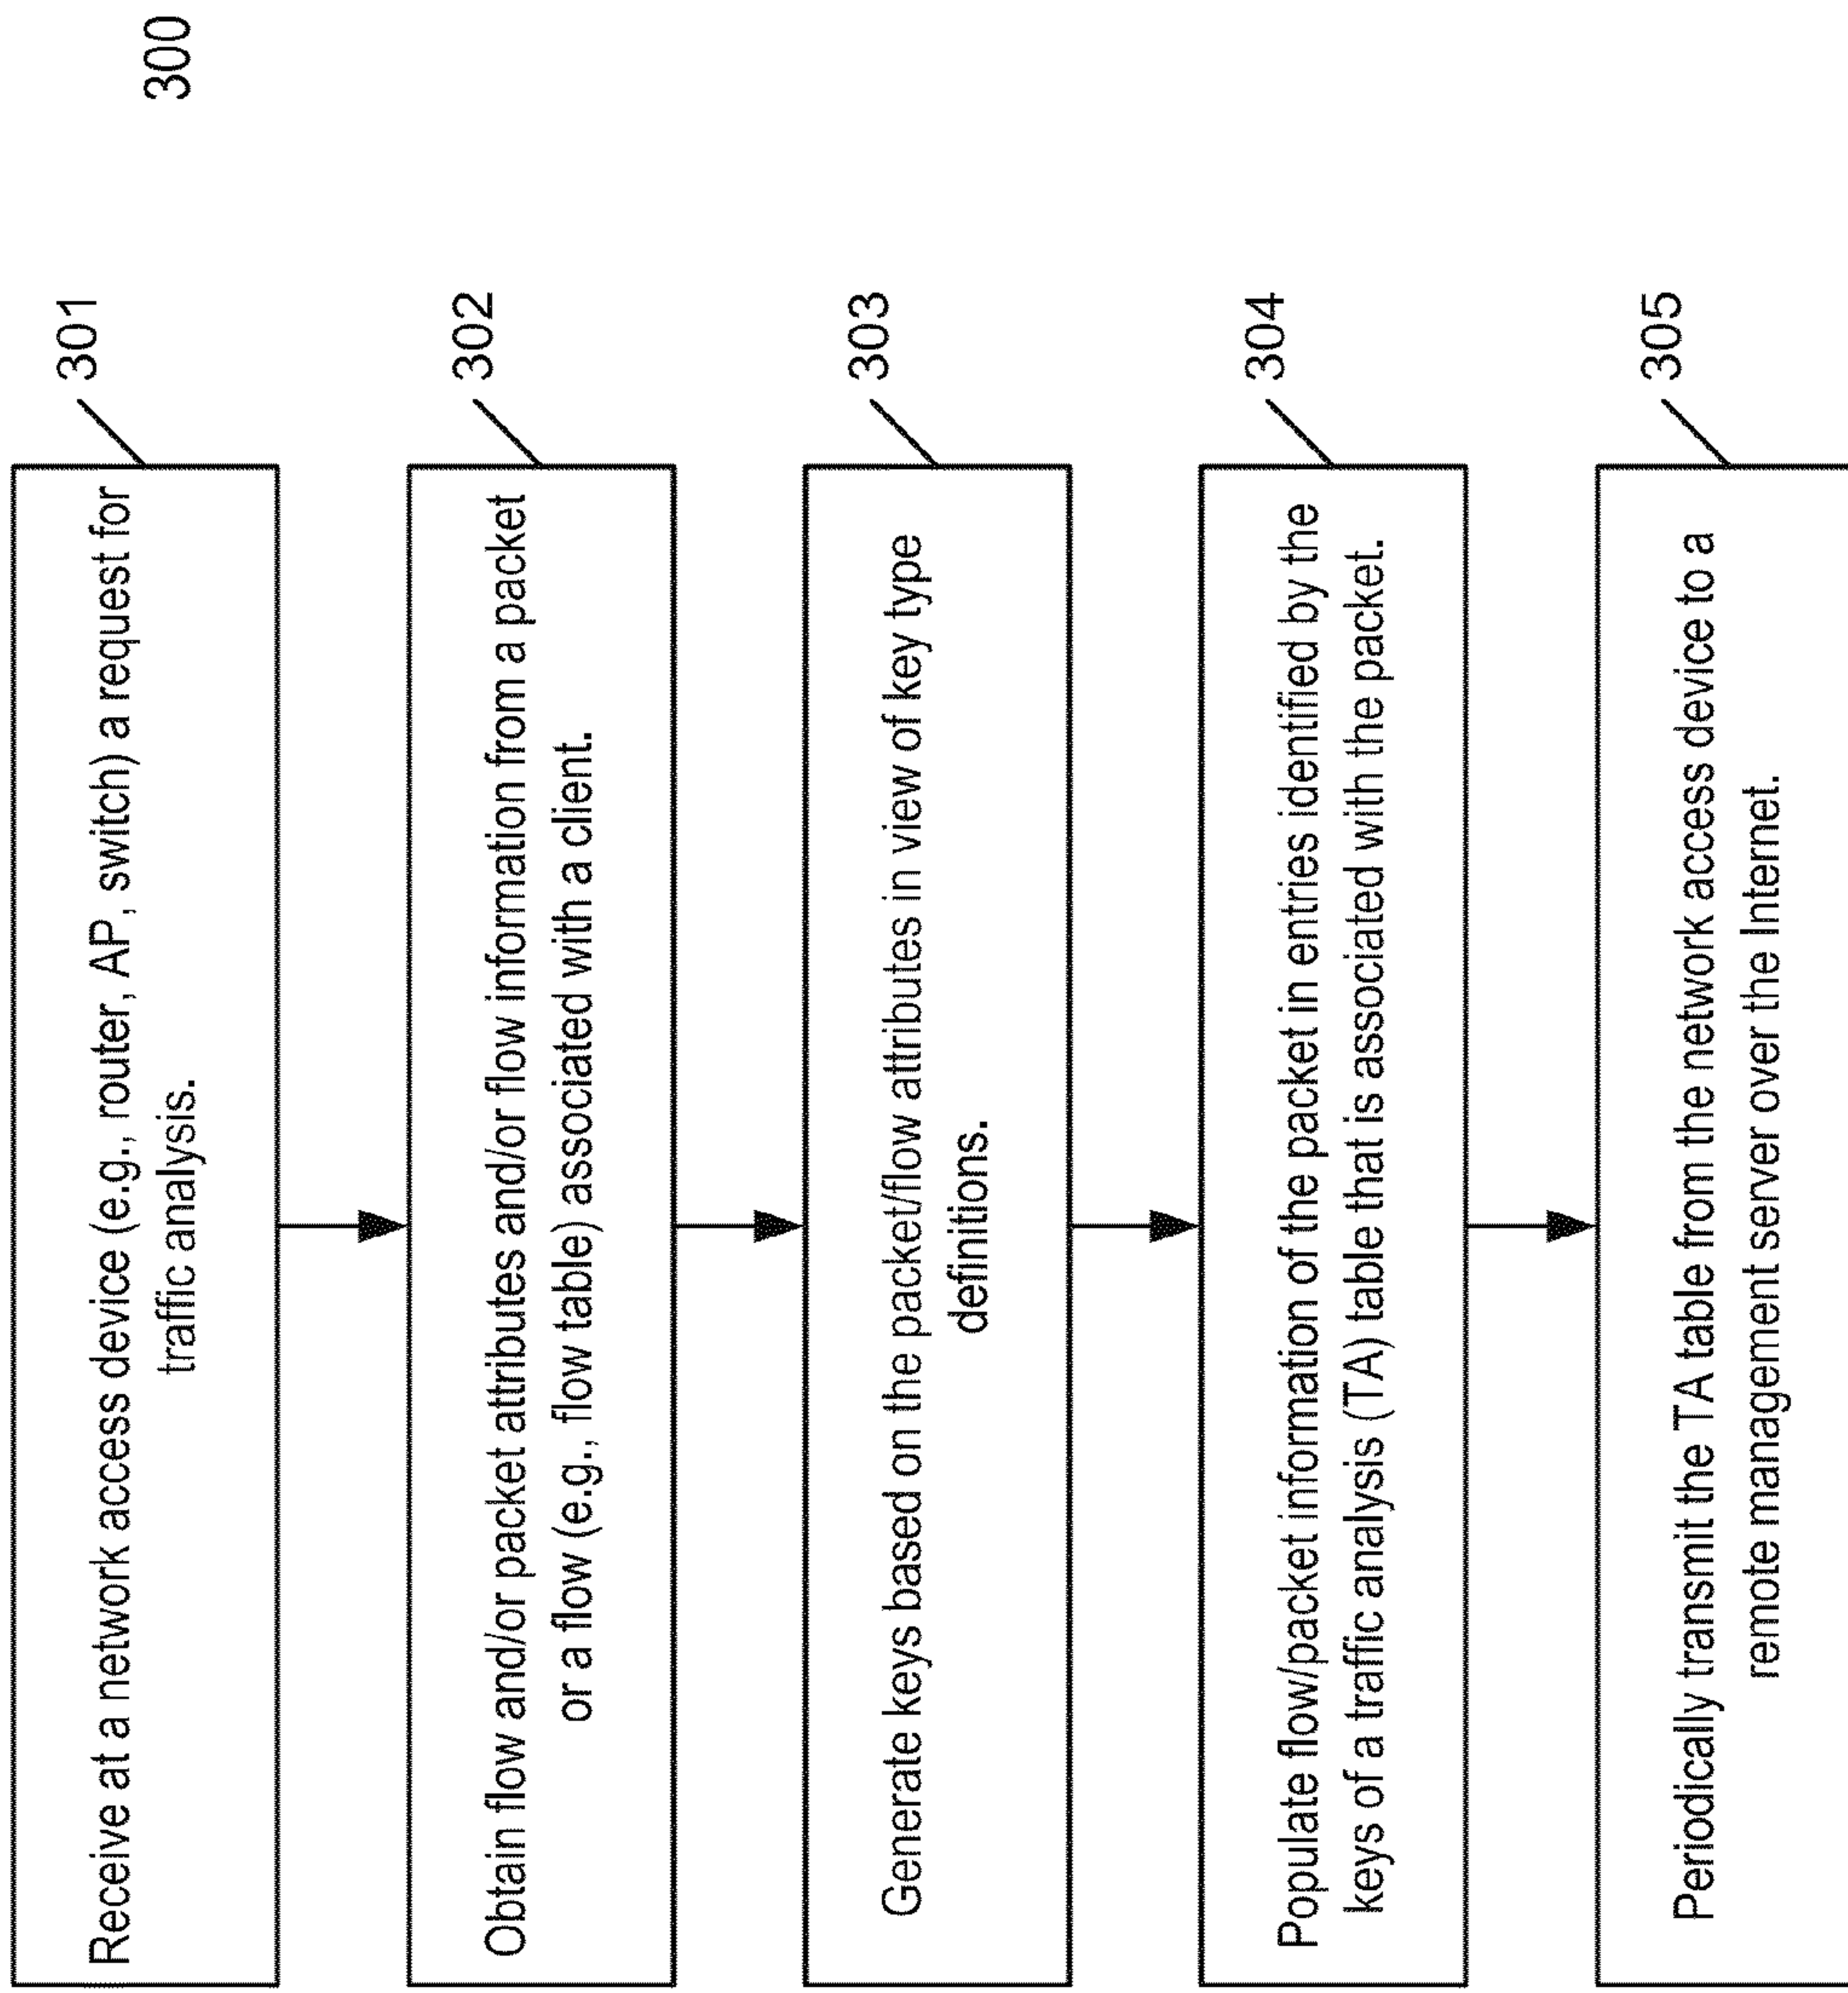 300
301
Receive at a network access device (e.g., router, AP, switch) a request for
traffic analysis.
302
Obtain flow and/or packet attributes and/or flow information from a packet
or a flow (e.g., flow table) associated with a client.
303
Generate keys based on the packet/flow attributes in view of key type
definitions.
304
Populate flow/packet information of the packet in entries identified by the
keys of a traffic analysis (TA) table that is associated with the packet.
305
Periodically transmit the TA table from the network access device to a
remote management server over the Internet.